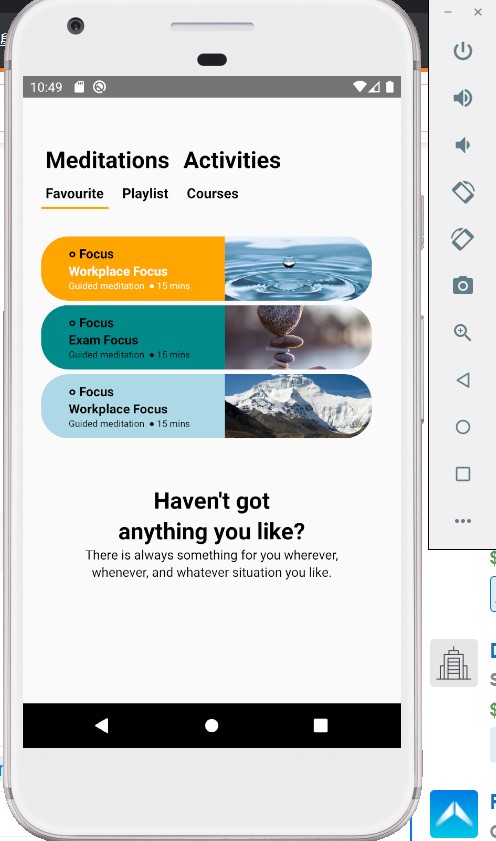 10:49
Meditations Activities
Favourite Playlist Courses
Focus
Workplace Focus
Guided meditation ● 15 mins
Focus
Exam Focus
Guided meditation ● 15 mins
Focus
Workplace Focus
Guided meditation ● 15 mins
Haven't got
anything you like?
There is always something for you wherever,
whenever, and whatever situation you like.